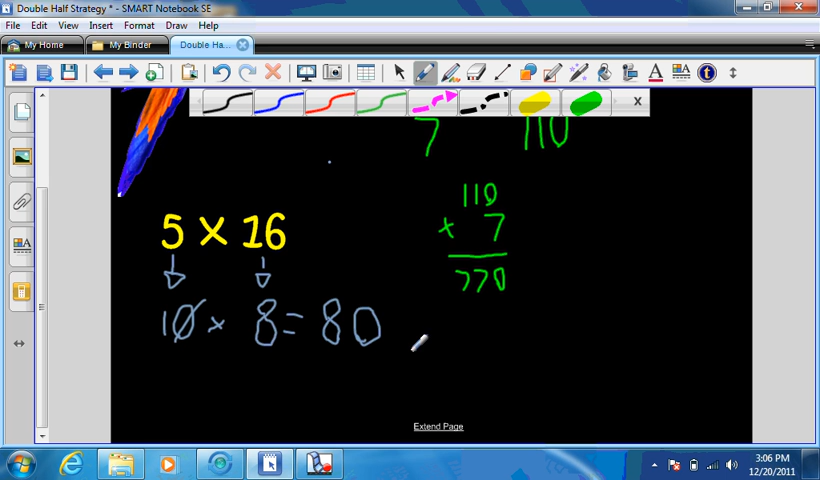 Double Half Strategy * - SMART Notebook SE
File Edit View Insert Format Draw Help
My Home My Binder Double Ha...
7 110
110
× 7
770
5 × 16
10 × 8 = 80
Extend Page
3:06 PM
12/20/2011